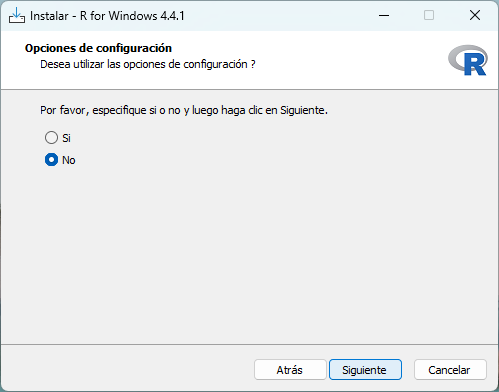 Instalar - R for Windows 4.4.1
Opciones de configuración
Desea utilizar las opciones de configuración ?
R
Por favor, especifique si o no y luego haga clic en Siguiente.
Si
No
Atrás
Siguiente
Cancelar